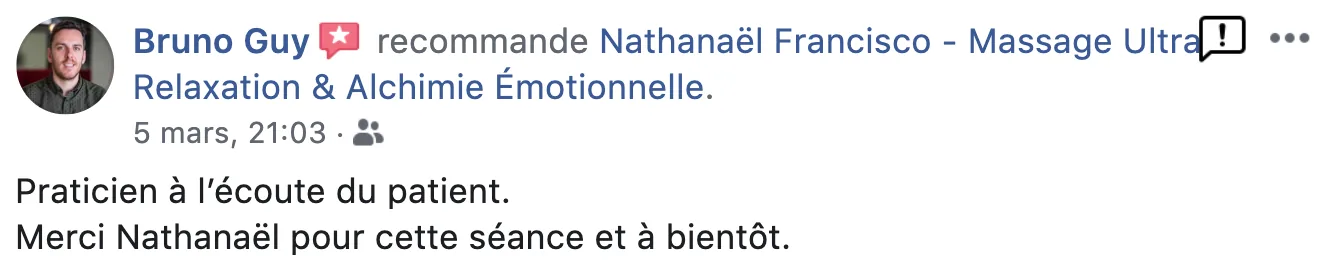 Bruno Guy recommande Nathanaël Francisco - Massage Ultra
Relaxation & Alchimie Émotionnelle.
5 mars, 21:03 ·
Praticien à l’écoute du patient.
Merci Nathanaël pour cette séance et à bientôt.